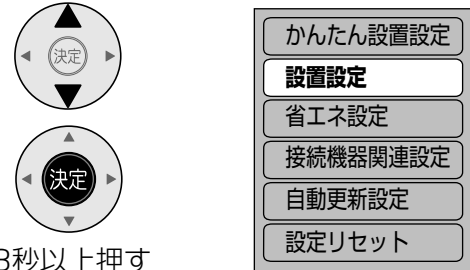 決定
決定
3秒以上押す
かんたん設置設定
設置設定
省エネ設定
接続機器関連設定
自動更新設定
設定リセット